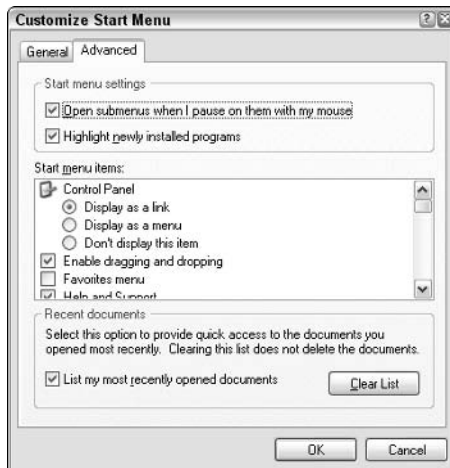 Customize Start Menu
General Advanced
Start menu settings
Open submenus when I pause on them with my mouse
Highlight newly installed programs
Start menu items:
Control Panel
Display as a link
Display as a menu
Don't display this item
Enable dragging and dropping
Favorites menu
Help and Support
Recent documents
Select this option to provide quick access to the documents you
opened most recently. Clearing this list does not delete the documents.
List my most recently opened documents
Clear List
OK Cancel